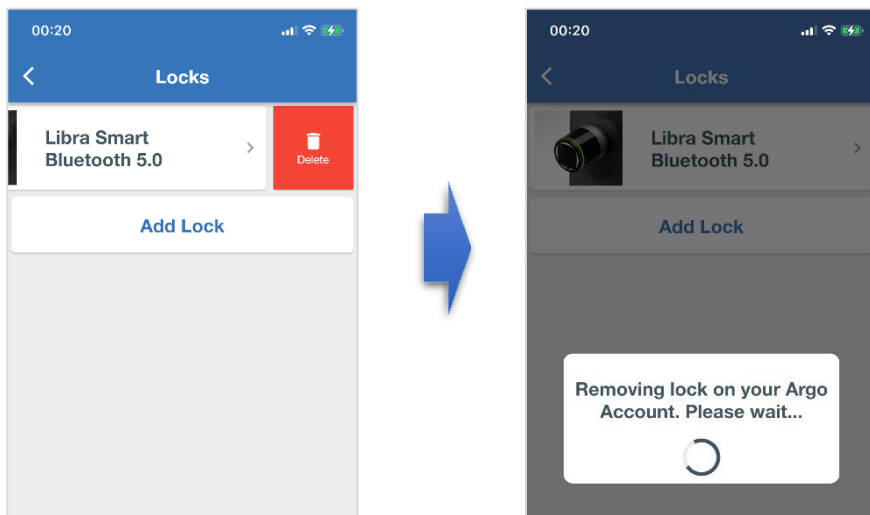 00:20
Locks
Libra Smart
Bluetooth 5.0
Delete
Add Lock
00:20
Locks
Libra Smart
Bluetooth 5.0
Add Lock
Removing lock on your Argo
Account. Please wait...